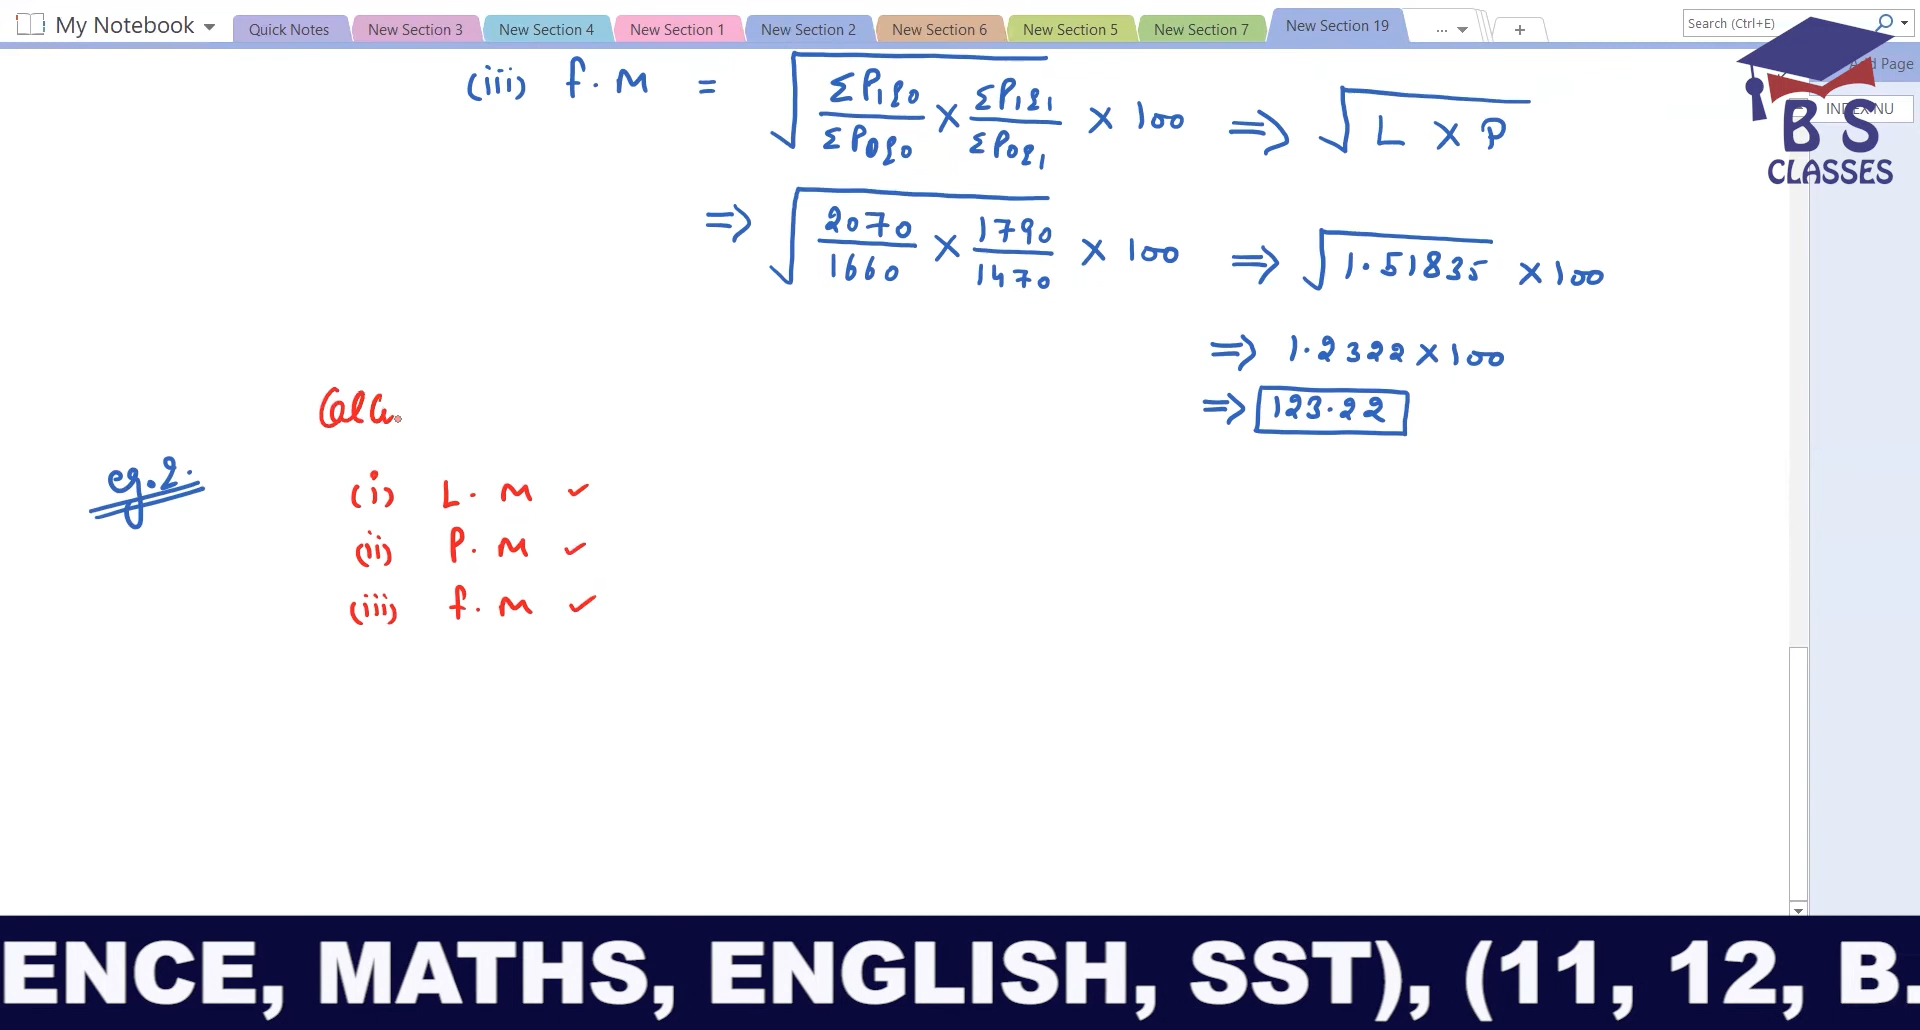 My Notebook
Quick Notes
New Section 3
New Section 4
New Section 1
New Section 2
New Section 6
New Section 5
New Section 7
New Section 19
...
+
Search (Ctrl+E)
d Page
INDEX NU
B S
CLASSES
(iii) f. M = √(ΣP₁q₀/ΣP₀q₀ × ΣP₁q₁/ΣP₀q₁) × 100 ⇒ √(L × P)
⇒ √(2070/1660 × 1790/1470) × 100 ⇒ √1.51835 × 100
⇒ 1.2322 × 100
⇒ 123.22
eg.2.
(i) L. M ✓
(ii) P. M ✓
(iii) f. M ✓
ENCE, MATHS, ENGLISH, SST), (11, 12, B.